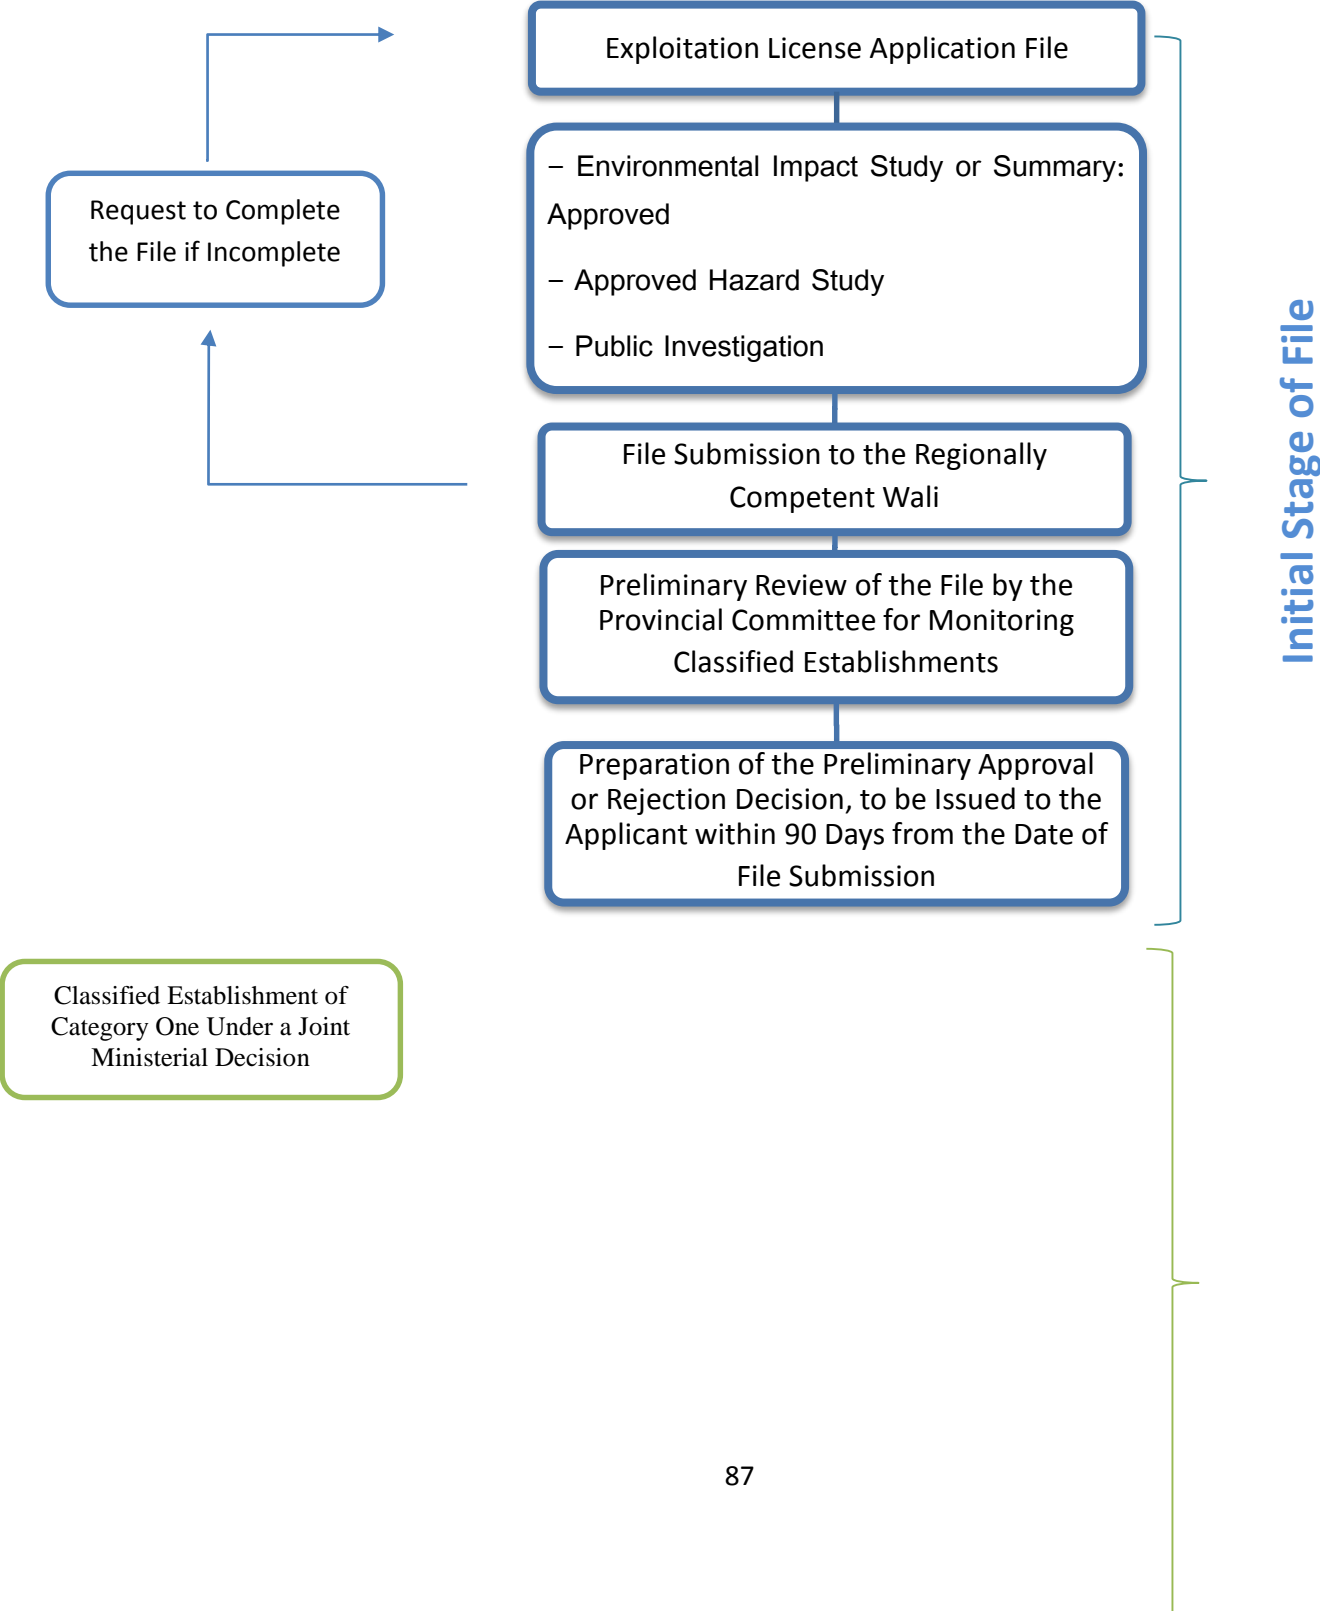 Exploitation License Application File
– Environmental Impact Study or Summary:
Approved
– Approved Hazard Study
– Public Investigation
Request to Complete
the File if Incomplete
File Submission to the Regionally
Competent Wali
Preliminary Review of the File by the
Provincial Committee for Monitoring
Classified Establishments
Preparation of the Preliminary Approval
or Rejection Decision, to be Issued to the
Applicant within 90 Days from the Date of
File Submission
Initial Stage of File
Classified Establishment of
Category One Under a Joint
Ministerial Decision
87